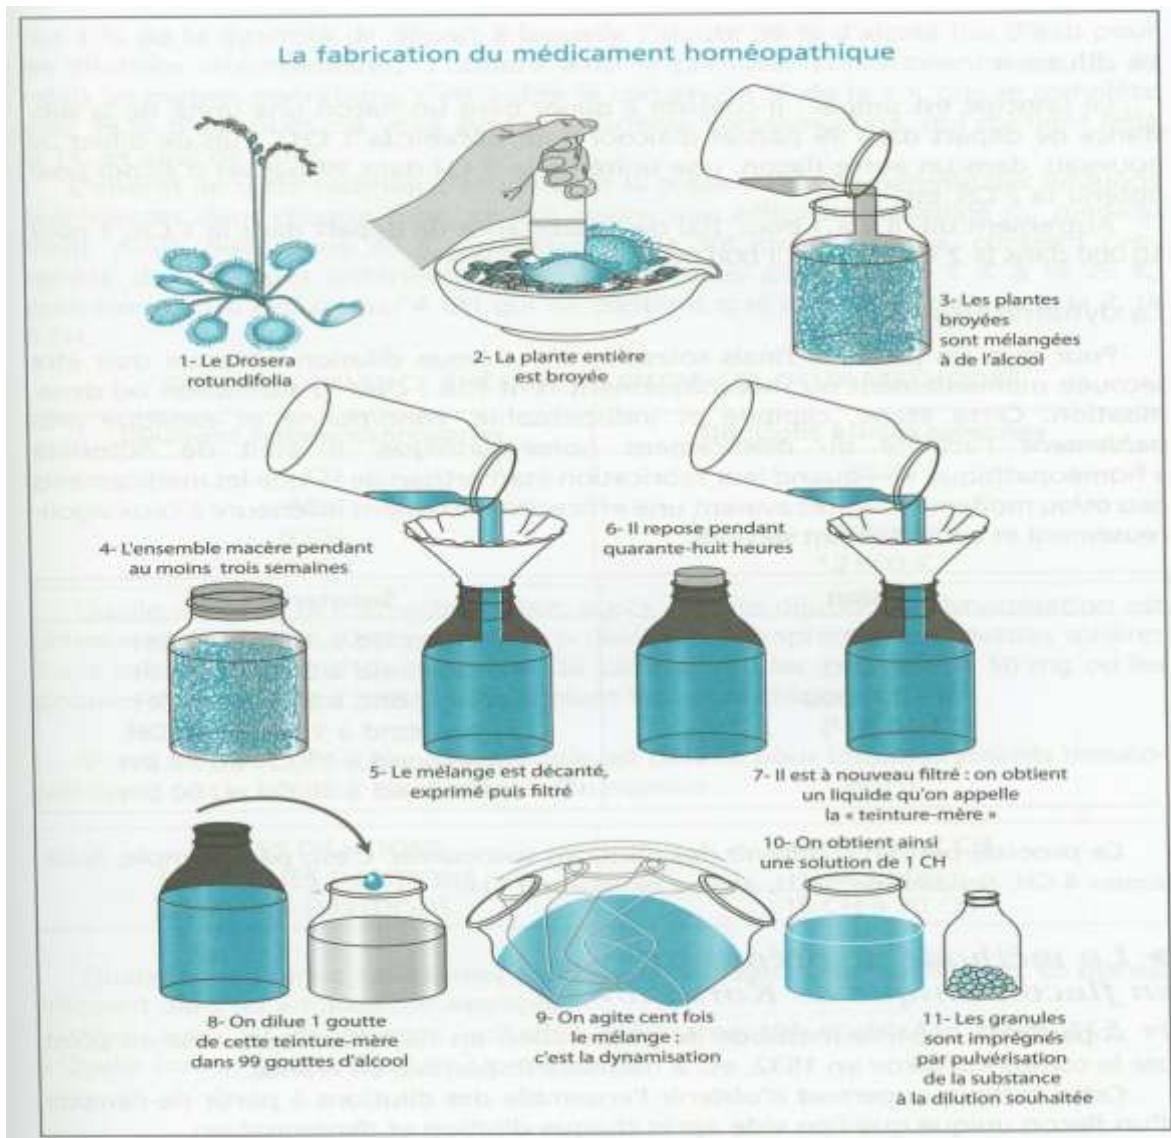 La fabrication du médicament homéopathique
1- Le Drosera
rotundifolia
2- La plante entière
est broyée
3- Les plantes
broyées
sont mélangées
à de l'alcool
4- L'ensemble macère pendant
au moins trois semaines
5- Le mélange est décanté,
exprimé puis filtré
6- Il repose pendant
quarante-huit heures
7- Il est à nouveau filtré : on obtient
un liquide qu'on appelle
la « teinture-mère »
8- On dilue 1 goutte
de cette teinture-mère
dans 99 gouttes d'alcool
9- On agite cent fois
le mélange :
c'est la dynamisation
10- On obtient ainsi
une solution de 1 CH
11- Les granules
sont imprégnés
par pulvérisation
de la substance
à la dilution souhaitée